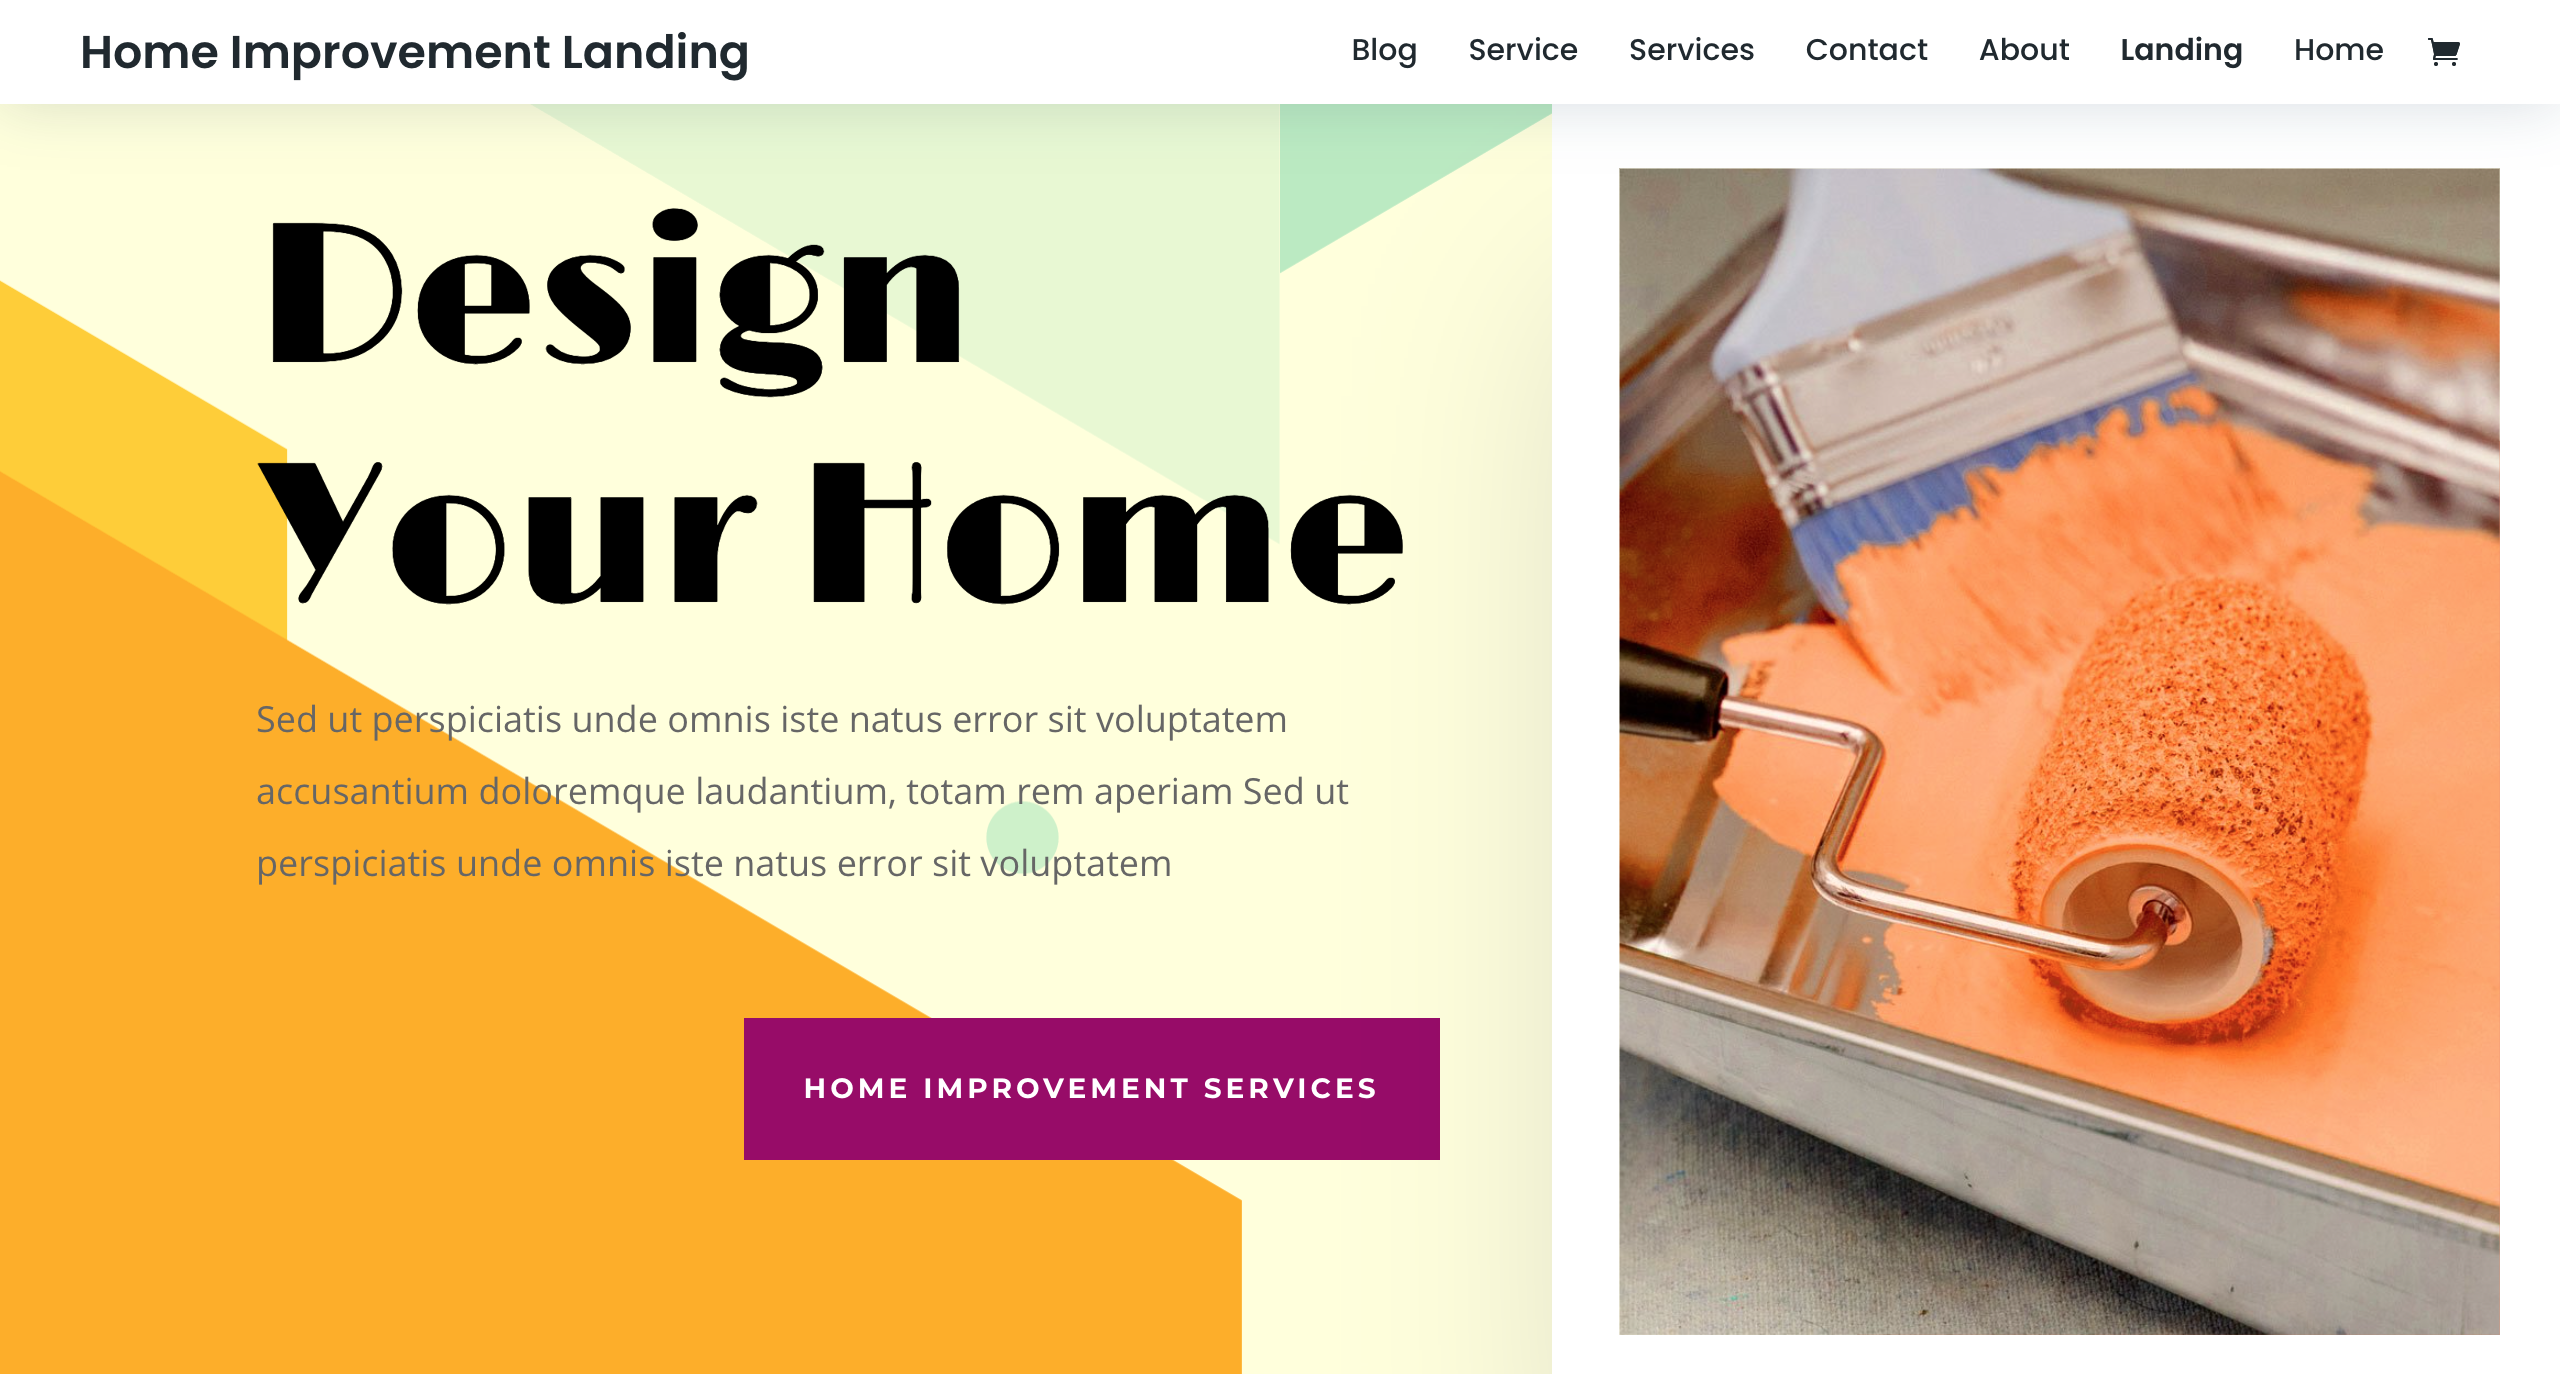 Home Improvement Landing
Blog Service Services Contact About Landing Home
Design
Your Home
Sed ut perspiciatis unde omnis iste natus error sit voluptatem
accusantium doloremque laudantium, totam rem aperiam Sed ut
perspiciatis unde omnis iste natus error sit voluptatem
HOME IMPROVEMENT SERVICES